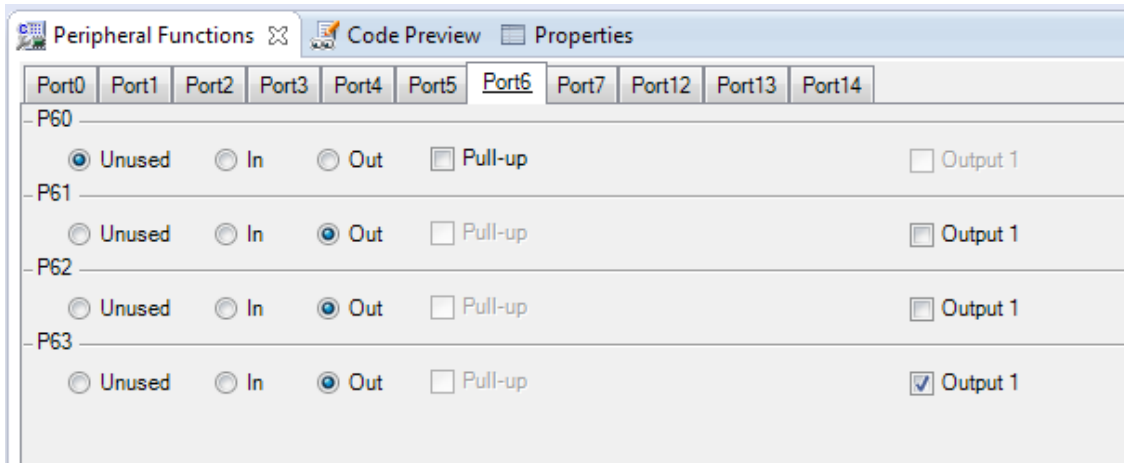 Peripheral Functions Code Preview Properties
Port0 Port1 Port2 Port3 Port4 Port5 Port6 Port7 Port12 Port13 Port14
P60
Unused In Out Pull-up Output 1
P61
Unused In Out Pull-up Output 1
P62
Unused In Out Pull-up Output 1
P63
Unused In Out Pull-up Output 1